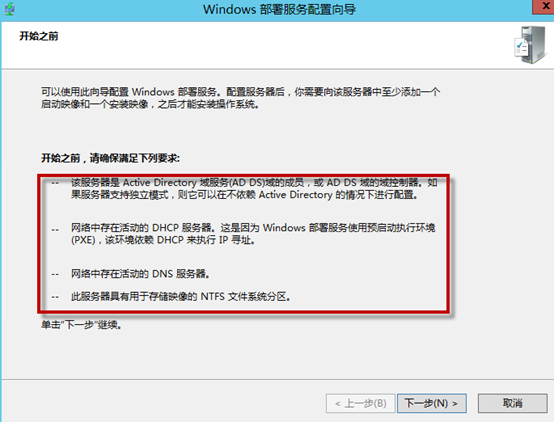 Windows 部署服务配置向导
x
开始之前
可以使用此向导配置 Windows 部署服务。配置服务器后，你需要向该服务器中至少添加一个
启动映像和一个安装映像，之后才能安装操作系统。
开始之前，请确保满足下列要求:
-- 该服务器是 Active Directory 域服务(AD DS)域的成员，或 AD DS 域的域控制器。如
果服务器支持独立模式，则它可以在不依赖 Active Directory 的情况下进行配置。
-- 网络中存在活动的 DHCP 服务器。这是因为 Windows 部署服务使用预启动执行环境
(PXE)，该环境依赖 DHCP 来执行 IP 寻址。
-- 网络中存在活动的 DNS 服务器。
-- 此服务器具有用于存储映像的 NTFS 文件系统分区。
单击"下一步"继续。
< 上一步(B) 下一步(N) > 取消